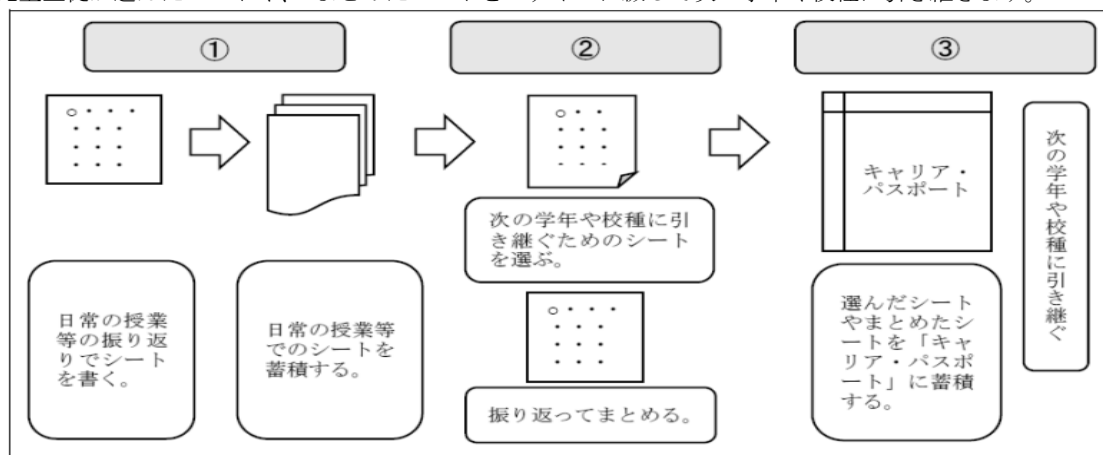 ①
②
③
キャリア・
パスポート
次の学年や校種に引き継ぐ
次の学年や校種に引
き継ぐためのシート
を選ぶ。
日常の授業
等の振り返
りでシート
を書く。
日常の授業等
でのシートを
蓄積する。
選んだシート
やまとめたシ
ートを「キャ
リア・パスポ
ート」に蓄積
する。
振り返ってまとめる。